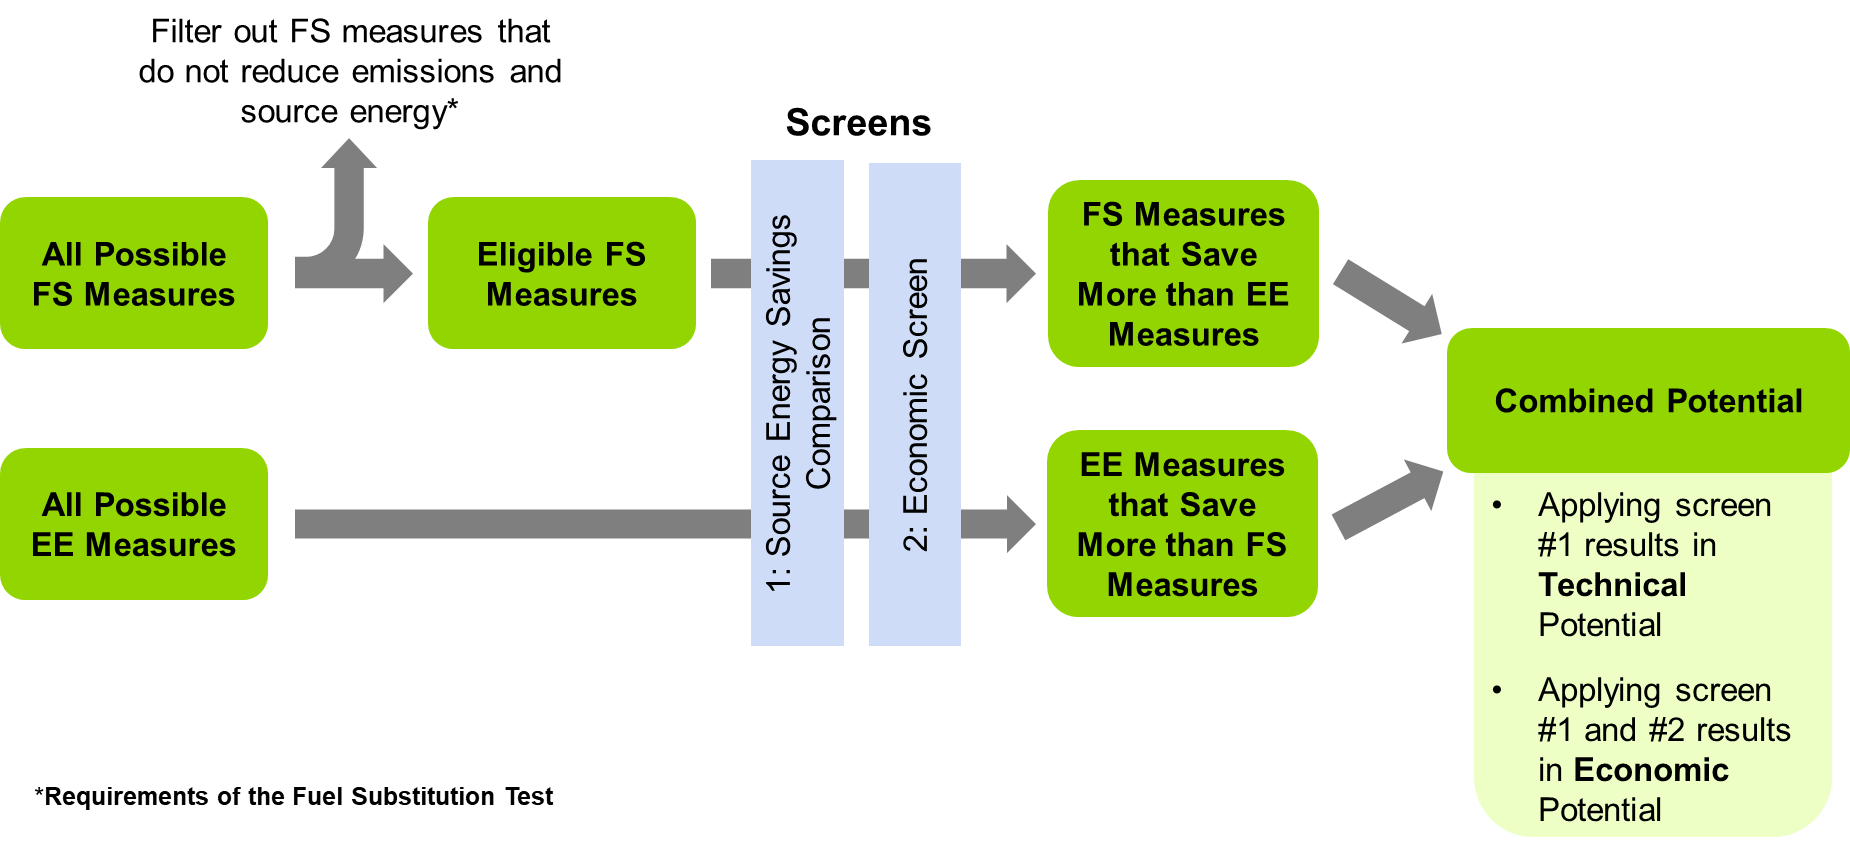 Filter out FS measures that
do not reduce emissions and
source energy*
Screens
All Possible
FS Measures
Eligible FS
Measures
1: Source Energy Savings
Comparison
2: Economic Screen
FS Measures
that Save
More than EE
Measures
Combined Potential
All Possible
EE Measures
EE Measures
that Save
More than FS
Measures
• Applying screen
#1 results in
Technical
Potential
• Applying screen
#1 and #2 results
in Economic
Potential
*Requirements of the Fuel Substitution Test